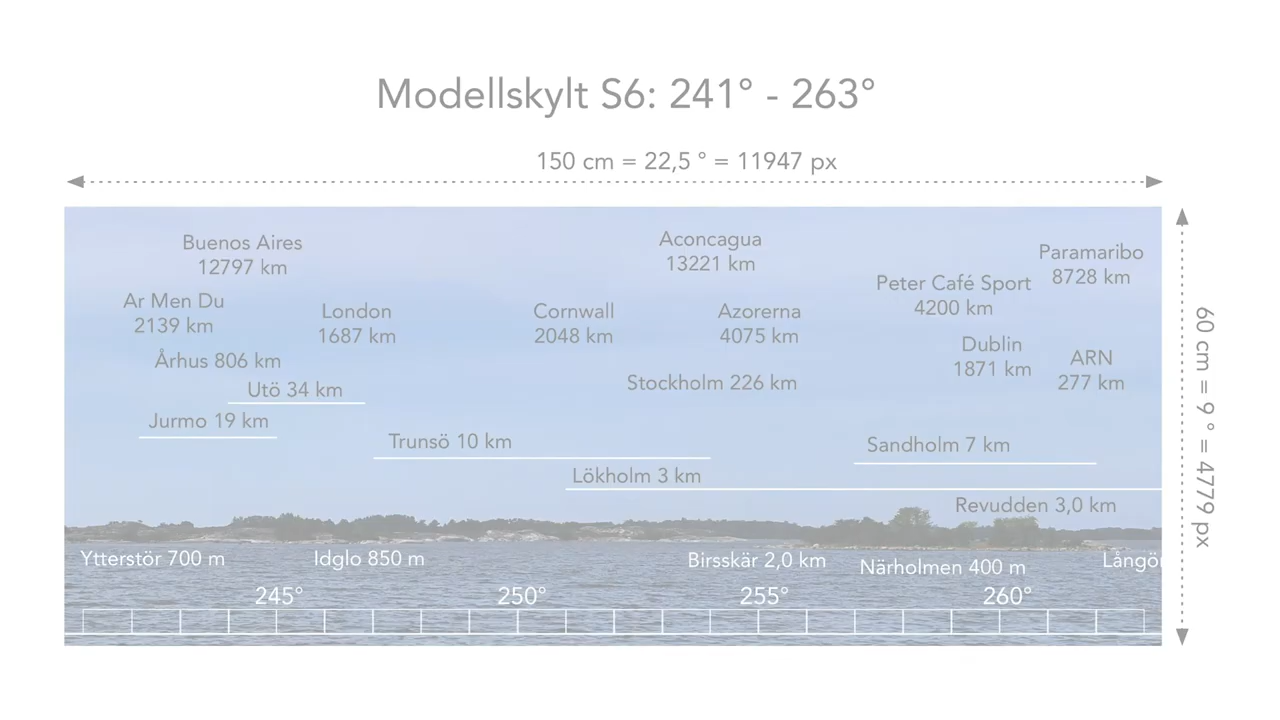 Modellskylt S6: 241° - 263°
150 cm = 22,5 ° = 11947 px
Buenos Aires
12797 km
Aconcagua
13221 km
Paramaribo
8728 km
Peter Café Sport
4200 km
Ar Men Du
2139 km
London
1687 km
Cornwall
2048 km
Azorerna
4075 km
Dublin
1871 km
ARN
277 km
Århus 806 km
Stockholm 226 km
Utö 34 km
Jurmo 19 km
Trunsö 10 km
Sandholm 7 km
Lökholm 3 km
Revudden 3,0 km
Ytterstör 700 m
Idglo 850 m
Birsskär 2,0 km
Närholmen 400 m
Långör
245°
250°
255°
260°
60 cm = 9 ° = 4779 px